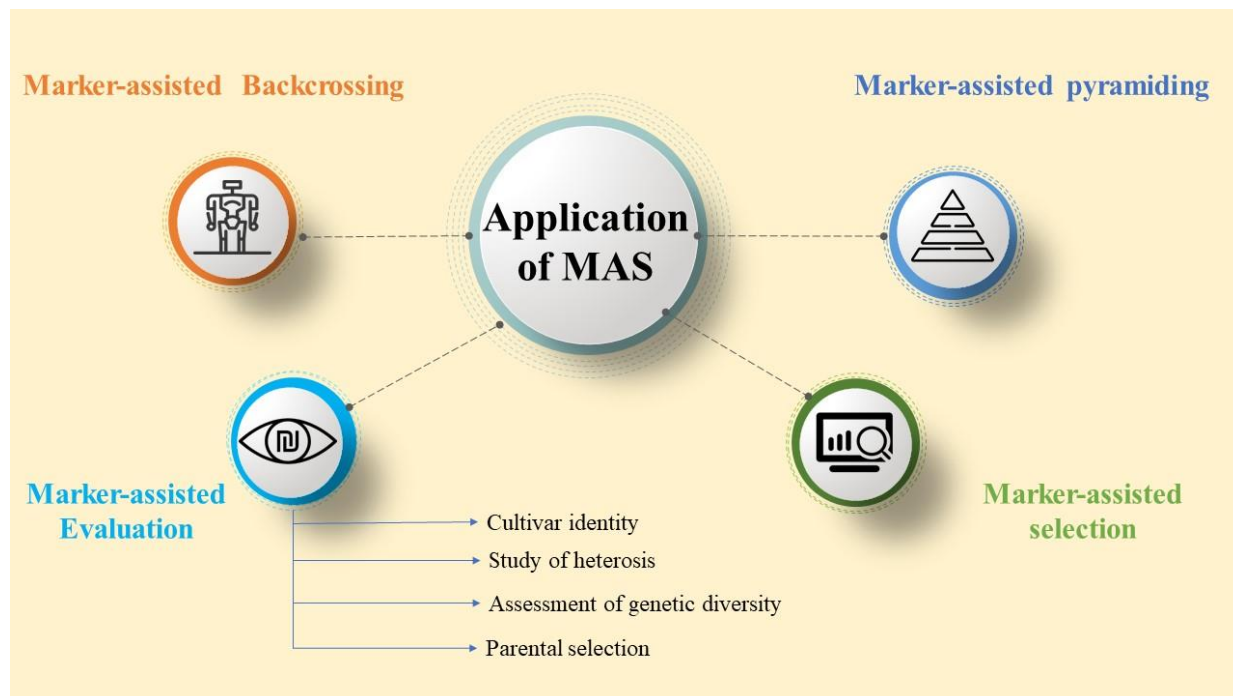 Marker-assisted Backcrossing
Marker-assisted pyramiding
Application
of MAS
Marker-assisted
Evaluation
Marker-assisted
selection
Cultivar identity
Study of heterosis
Assessment of genetic diversity
Parental selection